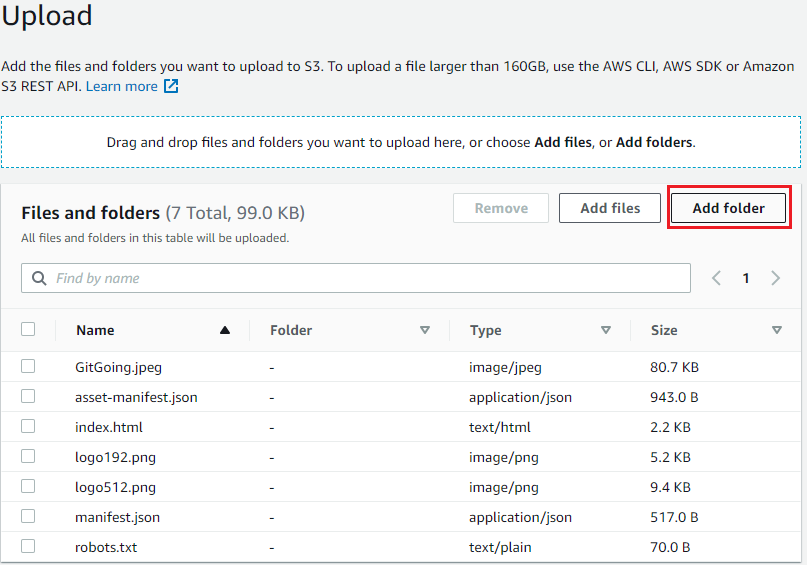 Upload
Add the files and folders you want to upload to S3. To upload a file larger than 160GB, use the AWS CLI, AWS SDK or Amazon
S3 REST API. Learn more
Drag and drop files and folders you want to upload here, or choose Add files, or Add folders.
Files and folders (7 Total, 99.0 KB)
Remove Add files Add folder
All files and folders in this table will be uploaded.
Find by name 1
Name Folder Type Size
GitGoing.jpeg - image/jpeg 80.7 KB
asset-manifest.json - application/json 943.0 B
index.html - text/html 2.2 KB
logo192.png - image/png 5.2 KB
logo512.png - image/png 9.4 KB
manifest.json - application/json 517.0 B
robots.txt - text/plain 70.0 B